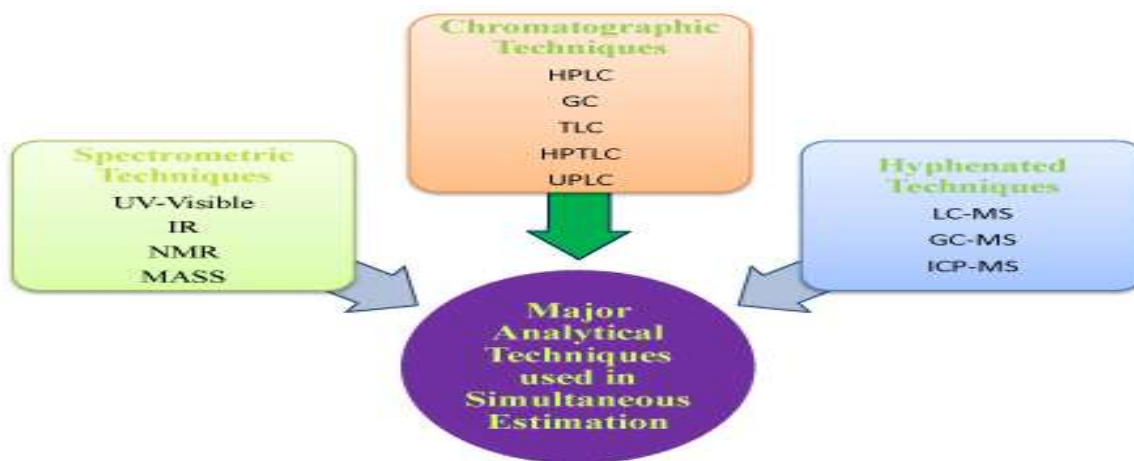 Chromatographic
Techniques
HPLC
GC
TLC
HPTLC
UPLC
Spectrometric
Techniques
UV-Visible
IR
NMR
MASS
Hyphenated
Techniques
LC-MS
GC-MS
ICP-MS
Major
Analytical
Techniques
used in
Simultaneous
Estimation